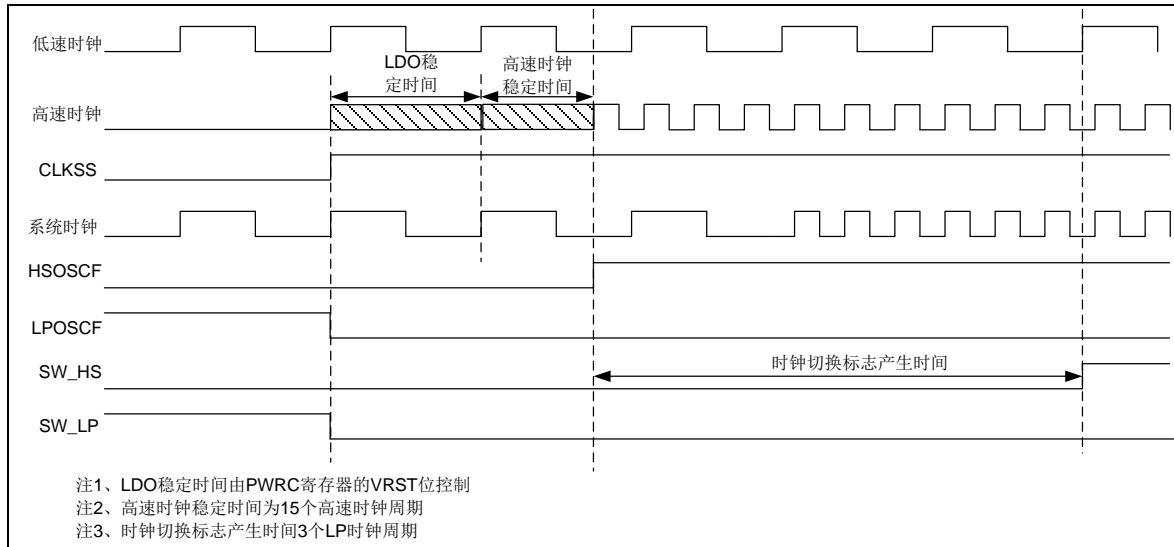 低速时钟
LDO稳
定时间
高速时钟
稳定时间
高速时钟
CLKSS
系统时钟
HSOSCF
LPOSCF
SW_HS
时钟切换标志产生时间
SW_LP
注1、LDO稳定时间由PWRC寄存器的VRST位控制
注2、高速时钟稳定时间为15个高速时钟周期
注3、时钟切换标志产生时间3个LP时钟周期